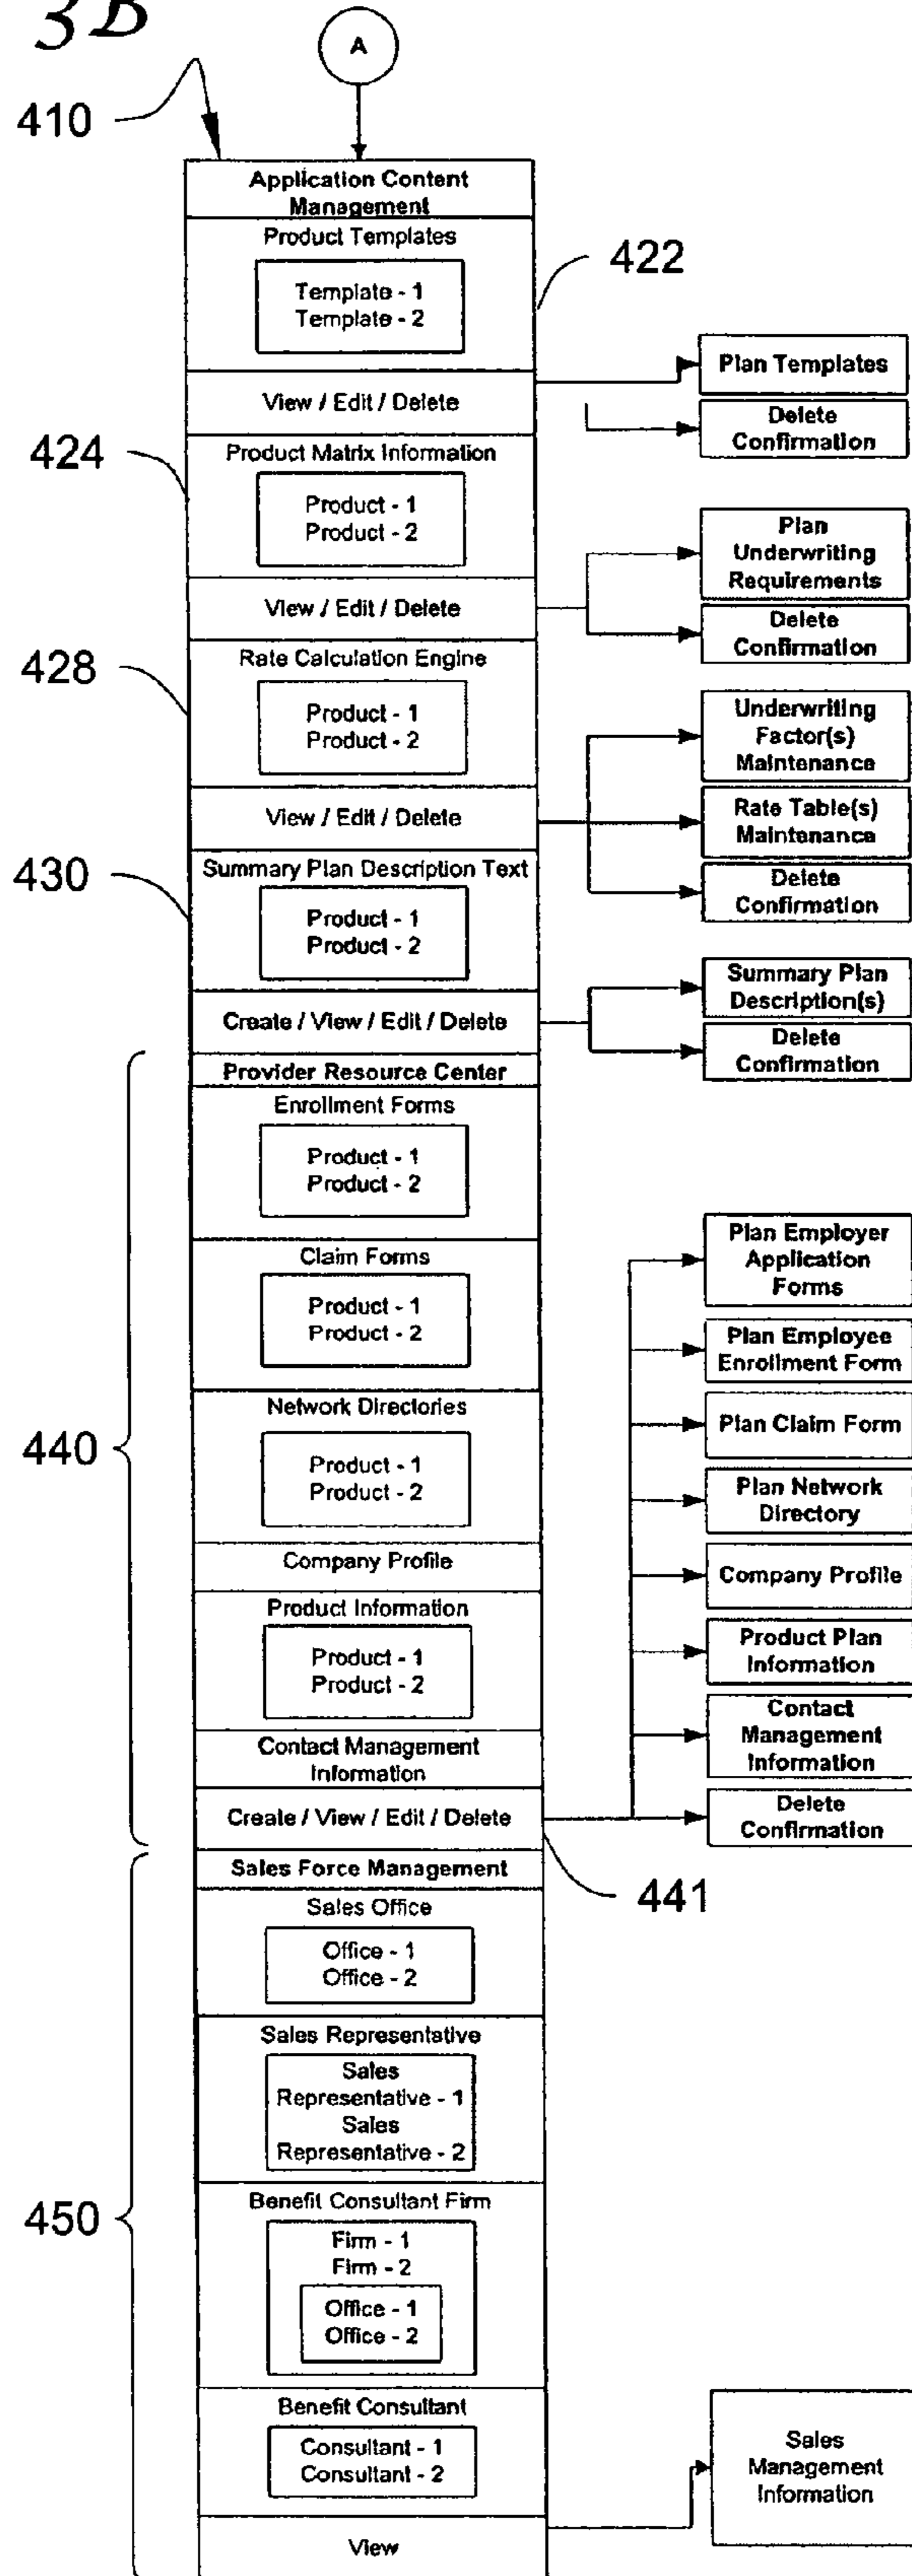 3B
A
410
Application Content
Management
Product Templates
422
Template - 1
Template - 2
Plan Templates
View / Edit / Delete
Delete
Confirmation
424
Product Matrix Information
Product - 1
Product - 2
Plan
Underwriting
Requirements
View / Edit / Delete
Delete
Confirmation
428
Rate Calculation Engine
Product - 1
Product - 2
Underwriting
Factor(s)
Maintenance
View / Edit / Delete
Rate Table(s)
Maintenance
430
Summary Plan Description Text
Delete
Confirmation
Product - 1
Product - 2
Summary Plan
Description(s)
Create / View / Edit / Delete
Delete
Confirmation
Provider Resource Center
Enrollment Forms
Product - 1
Product - 2
Claim Forms
Product - 1
Product - 2
Plan Employer
Application
Forms
Plan Employee
Enrollment Form
440
Network Directories
Product - 1
Product - 2
Plan Claim Form
Plan Network
Directory
Company Profile
Company Profile
Product Information
Product - 1
Product - 2
Product Plan
Information
Contact Management
Information
Contact
Management
Information
Create / View / Edit / Delete
Delete
Confirmation
441
Sales Force Management
Sales Office
Office - 1
Office - 2
Sales Representative
Sales
Representative - 1
Sales
Representative - 2
450
Benefit Consultant Firm
Firm - 1
Firm - 2
Office - 1
Office - 2
Benefit Consultant
Consultant - 1
Consultant - 2
Sales
Management
Information
View